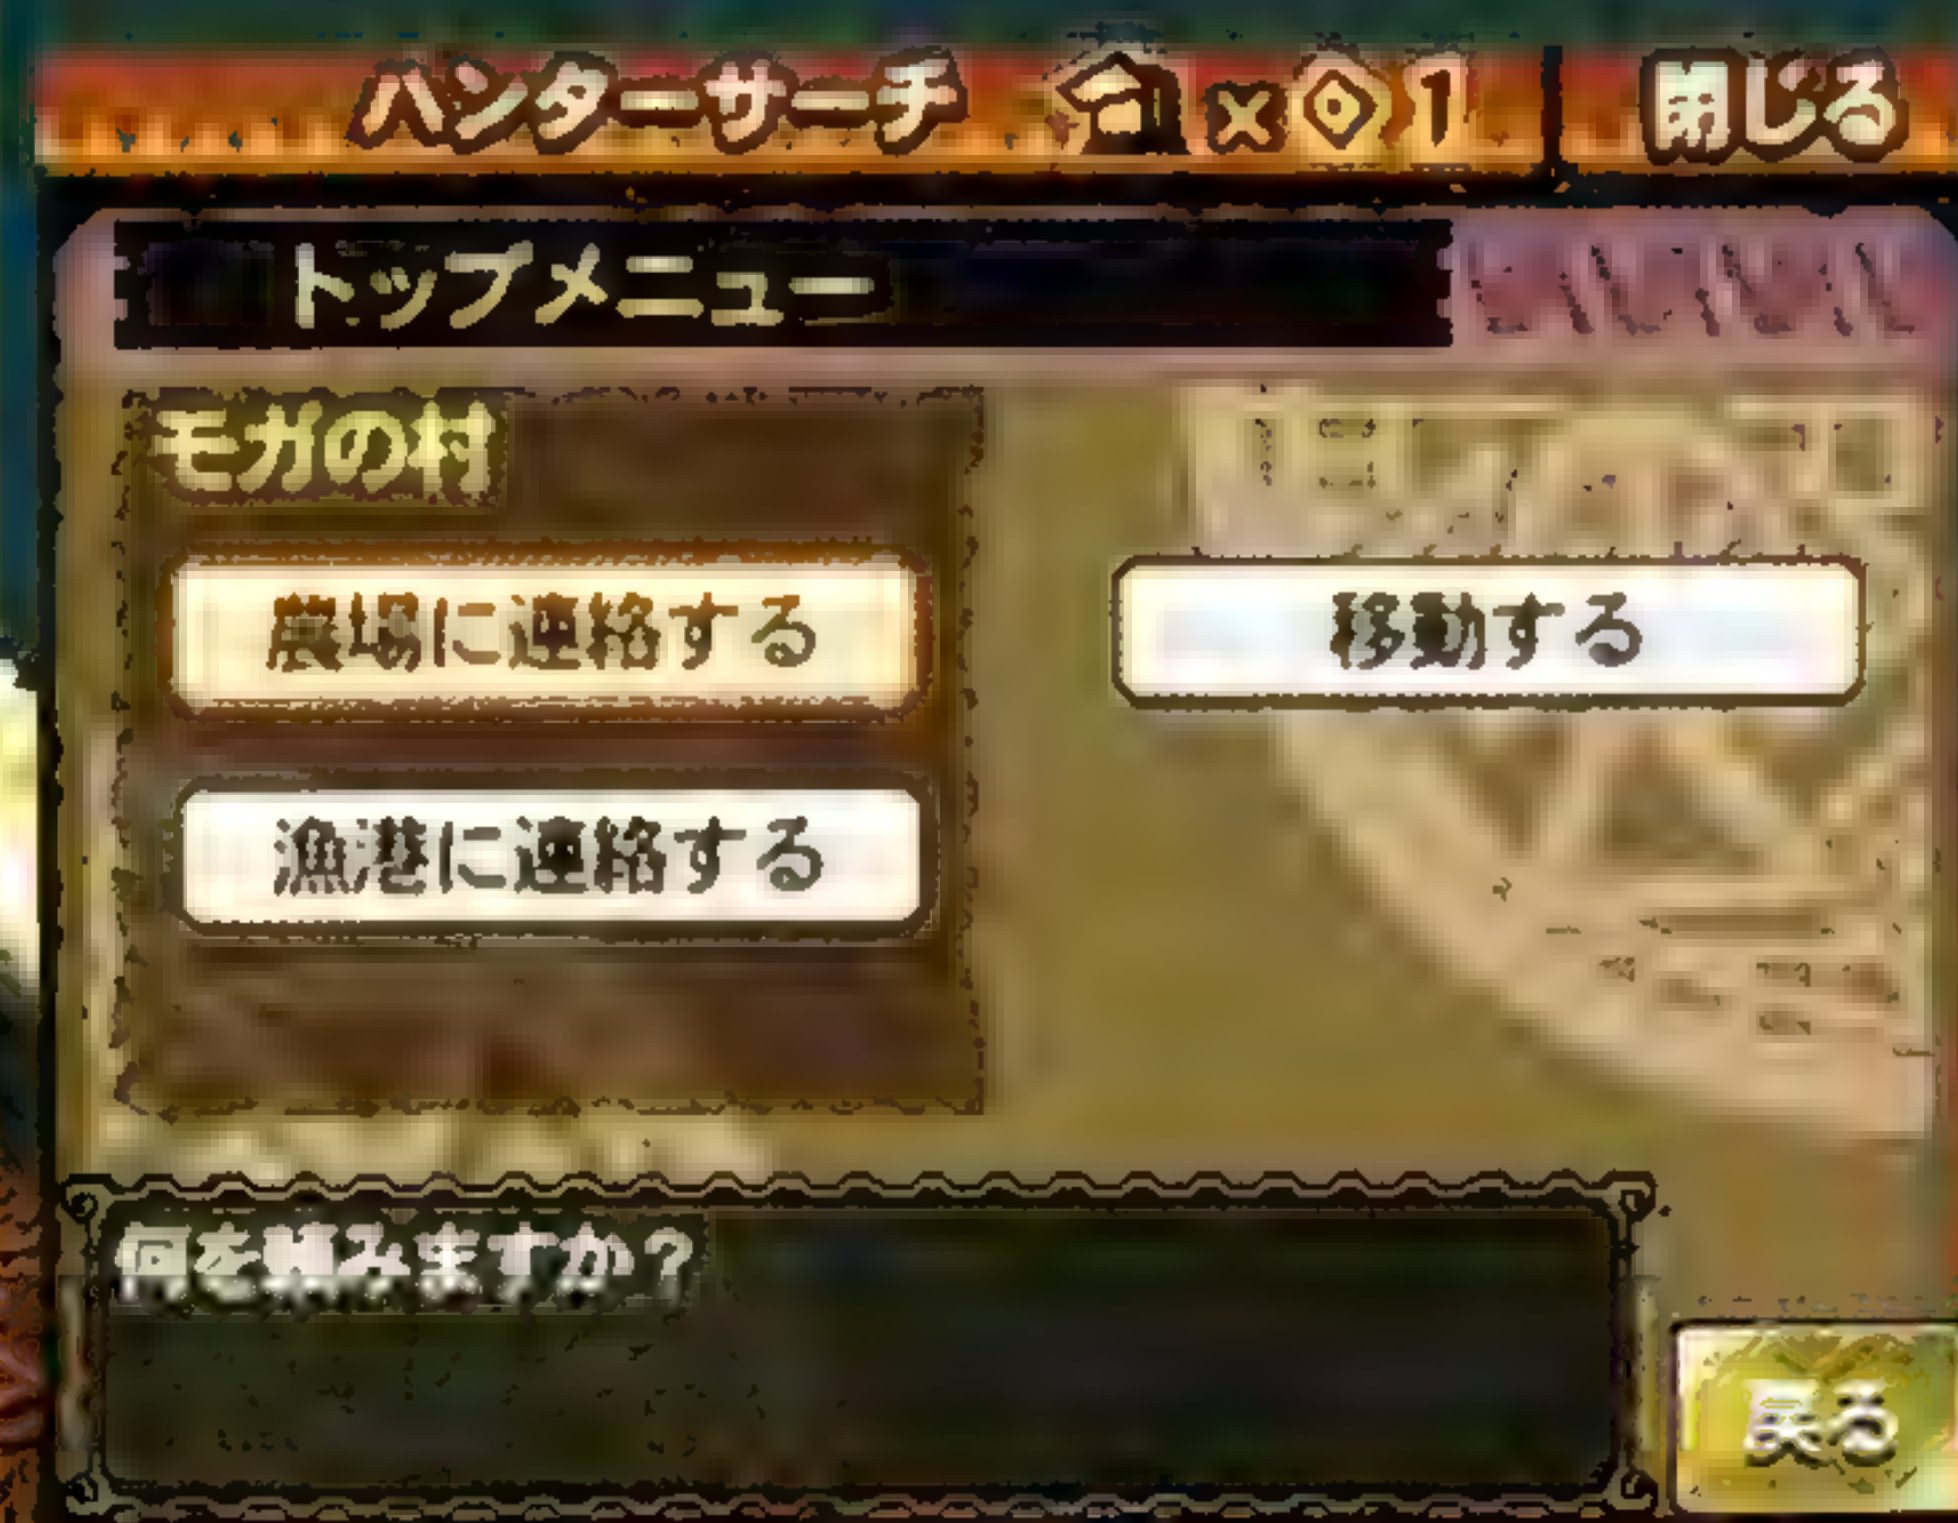 ハンターサーチ x 1 閉じる
トップメニュー
モガの村
農場に連絡する 移動する
漁港に連絡する
何を頼みますか?
戻る